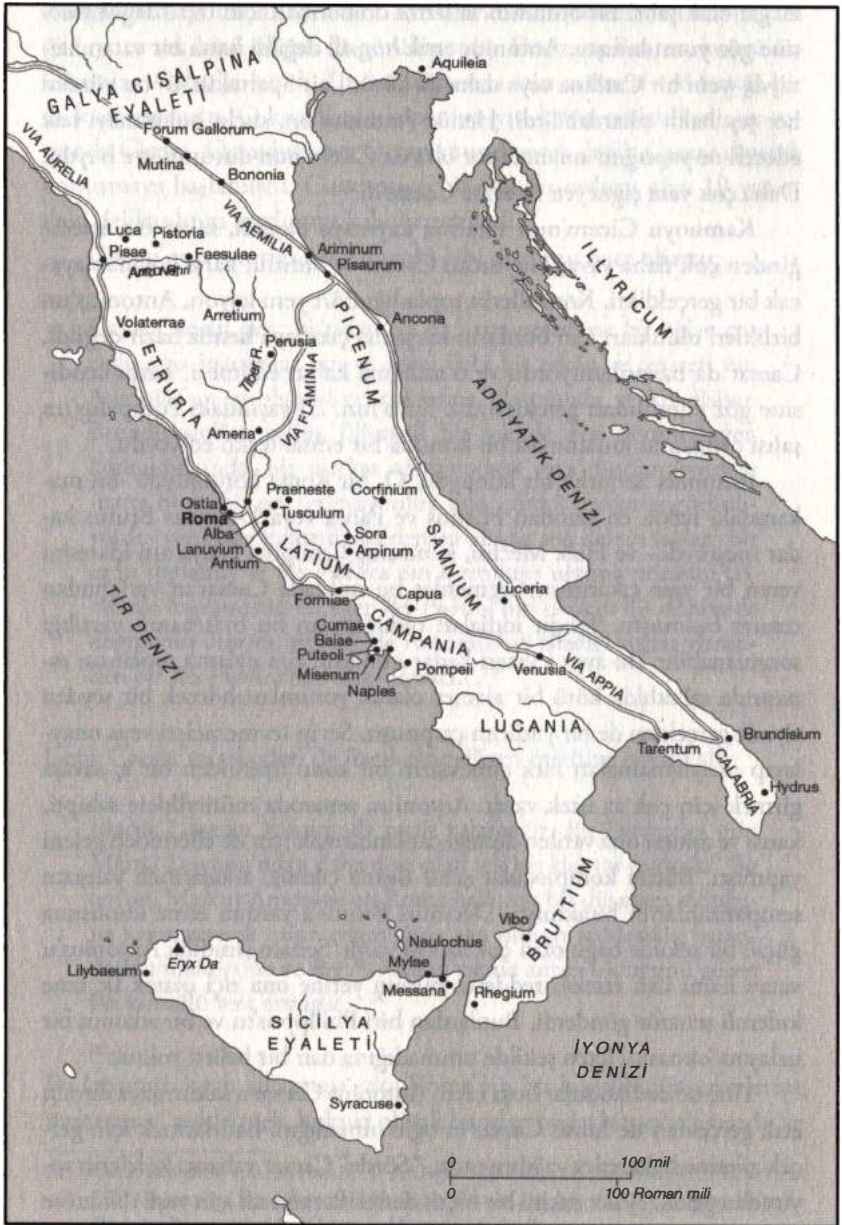 Aquileia
GALYA CISALPINA
EYALETİ
Forum Gallorum
VIA AURELIA
Mutina
Bononia
VIA AEMILIA
Luca
Pistoria
Ariminum
Pisae
Faesulae
Pisaurum
Arno Nehri
ILLYRICUM
Arretium
PICENUM
Ancona
Volaterrae
Perusia
ETRURIA
Tiber R.
VIA FLAMINIA
ADRİYATİK DENİZİ
Ameria
Praeneste
Corfinium
Ostia
Tusculum
Roma
Alba
Sora
SAMNIUM
Lanuvium
LATIUM
Arpinum
Antium
TİR DENİZİ
Formiae
Capua
Luceria
Cumae
CAMPANIA
Baiae
Puteoli
Misenum
Pompeii
Venusia
VIA APPIA
Naples
LUCANIA
Brundisium
Tarentum
CALABRIA
Hydrus
BRUTTIUM
Vibo
Naulochus
Eryx Da
Mylae
Lilybaeum
Messana
Rhegium
SİCİLYA
EYALETİ
İYONYA
DENİZİ
Syracuse
0 100 mil
0 100 Roman mili